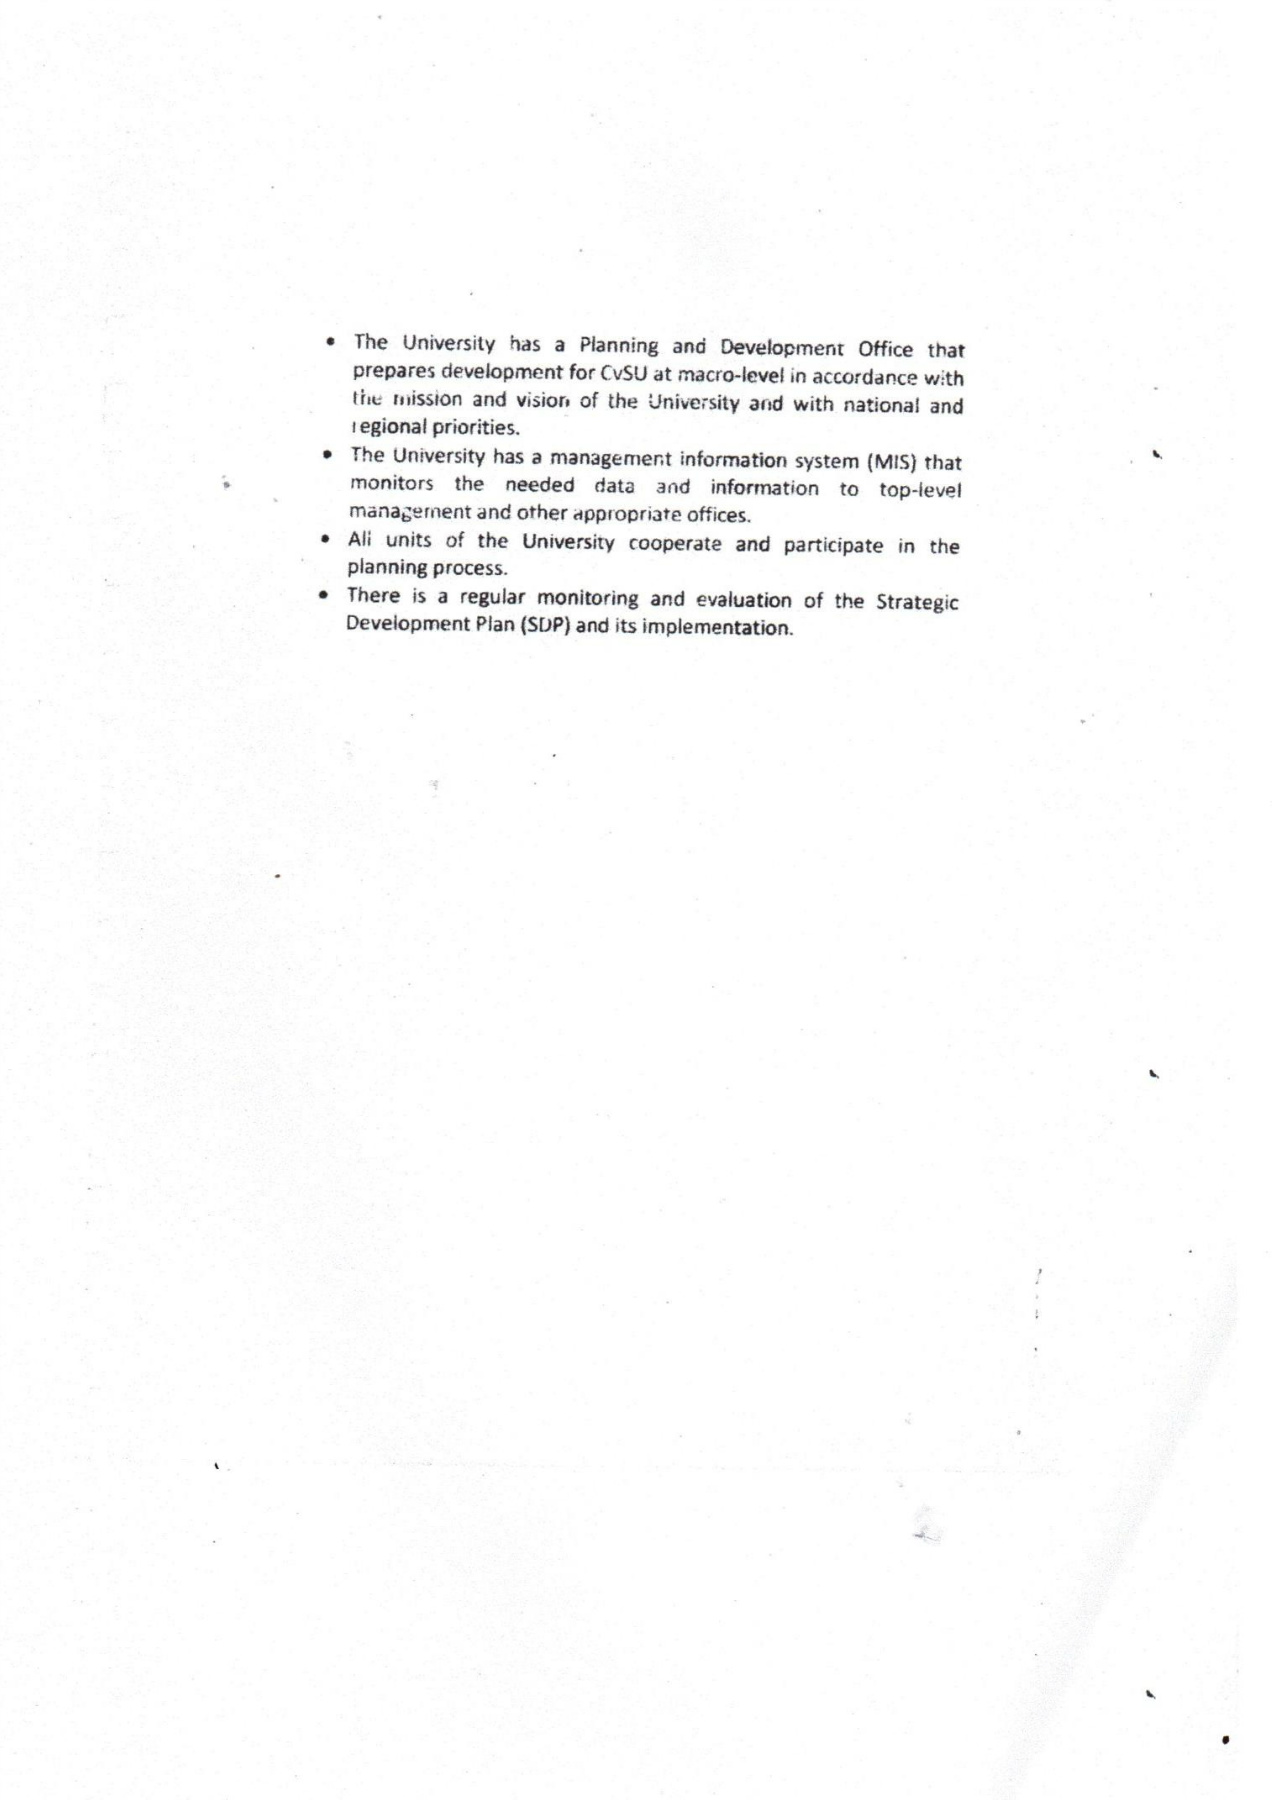 • The University has a Planning and Development Office that
prepares development for CvSU at macro-level in accordance with
the mission and vision of the University and with national and
regional priorities.
• The University has a management information system (MIS) that
monitors the needed data and information to top-level
management and other appropriate offices.
• All units of the University cooperate and participate in the
planning process.
• There is a regular monitoring and evaluation of the Strategic
Development Plan (SDP) and its implementation.